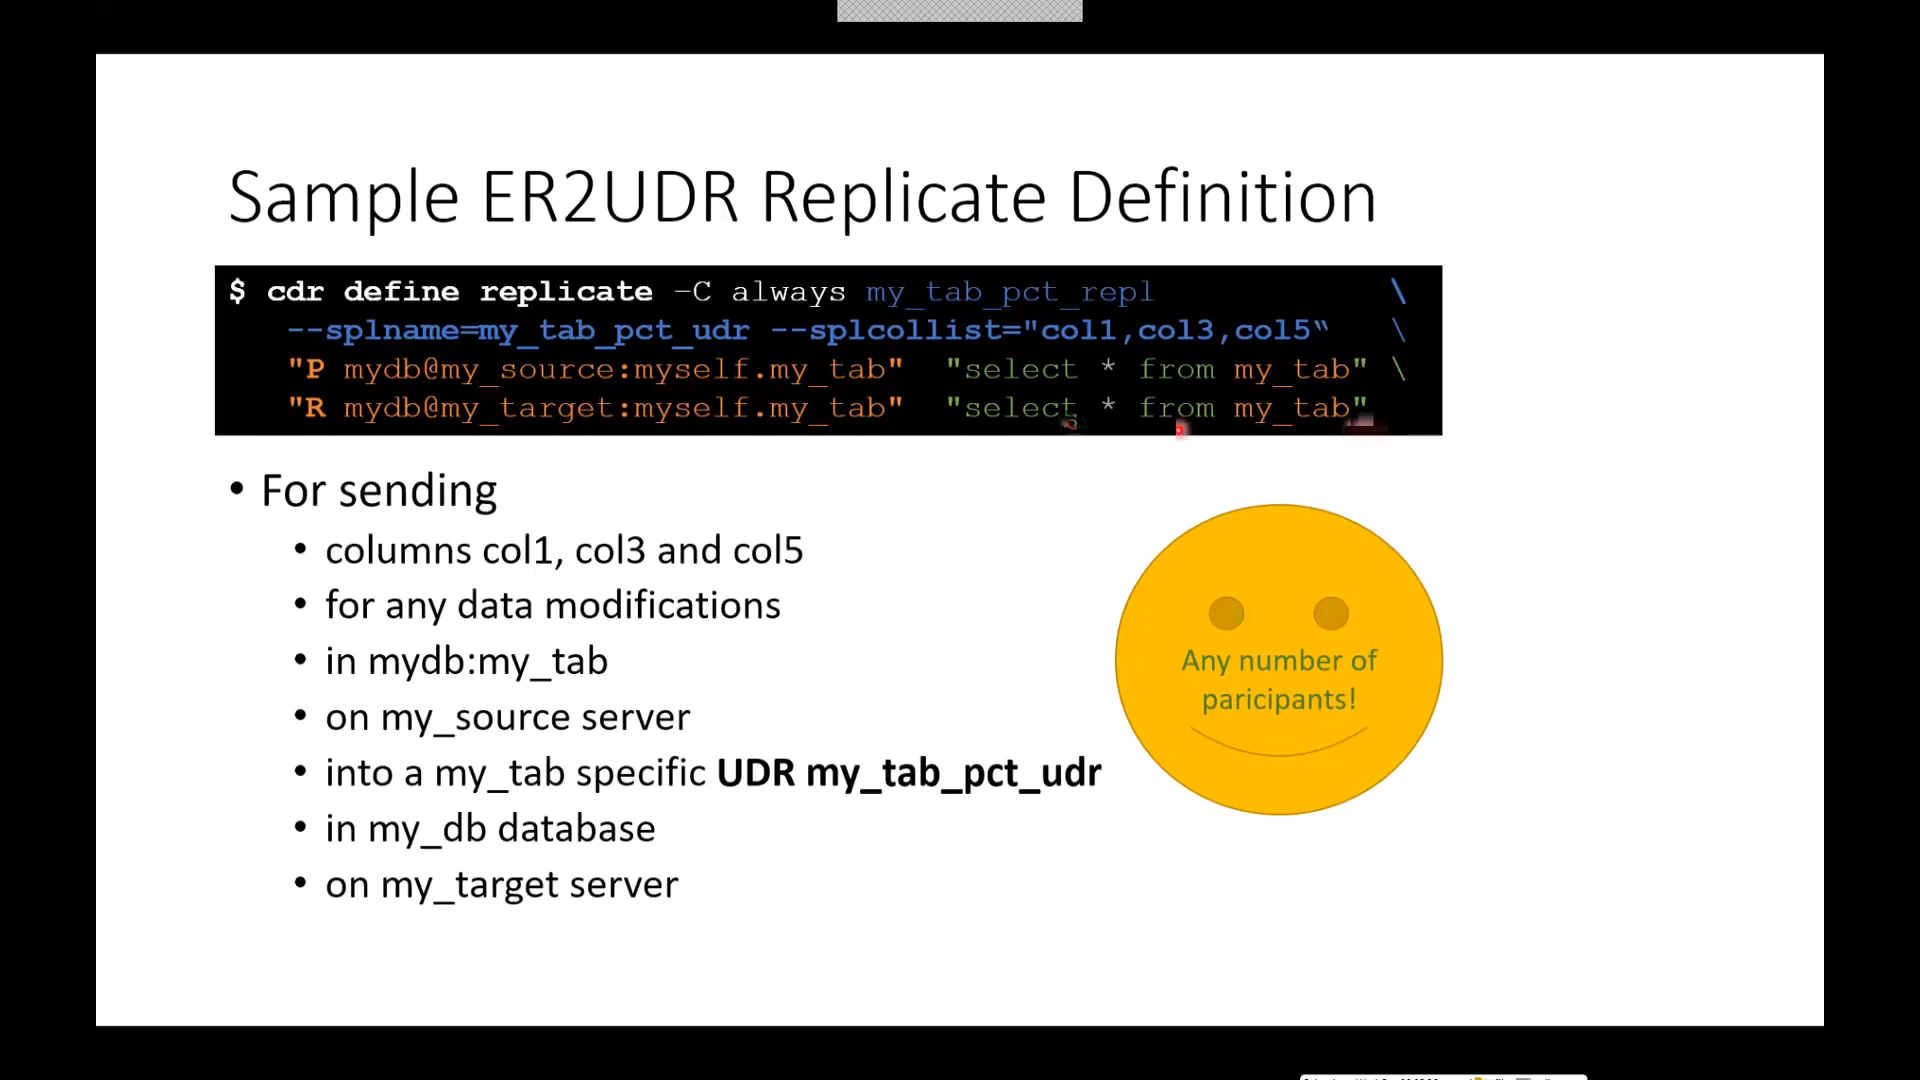 Sample ER2UDR Replicate Definition
$ cdr define replicate –C always my_tab_pct_repl \
--splname=my_tab_pct_udr --splcollist="col1,col3,col5“ \
"P mydb@my_source:myself.my_tab" "select * from my_tab" \
"R mydb@my_target:myself.my_tab" "select * from my_tab"
• For sending
• columns col1, col3 and col5
• for any data modifications
• in mydb:my_tab
• on my_source server
• into a my_tab specific UDR my_tab_pct_udr
• in my_db database
• on my_target server
Any number of
paricipants!